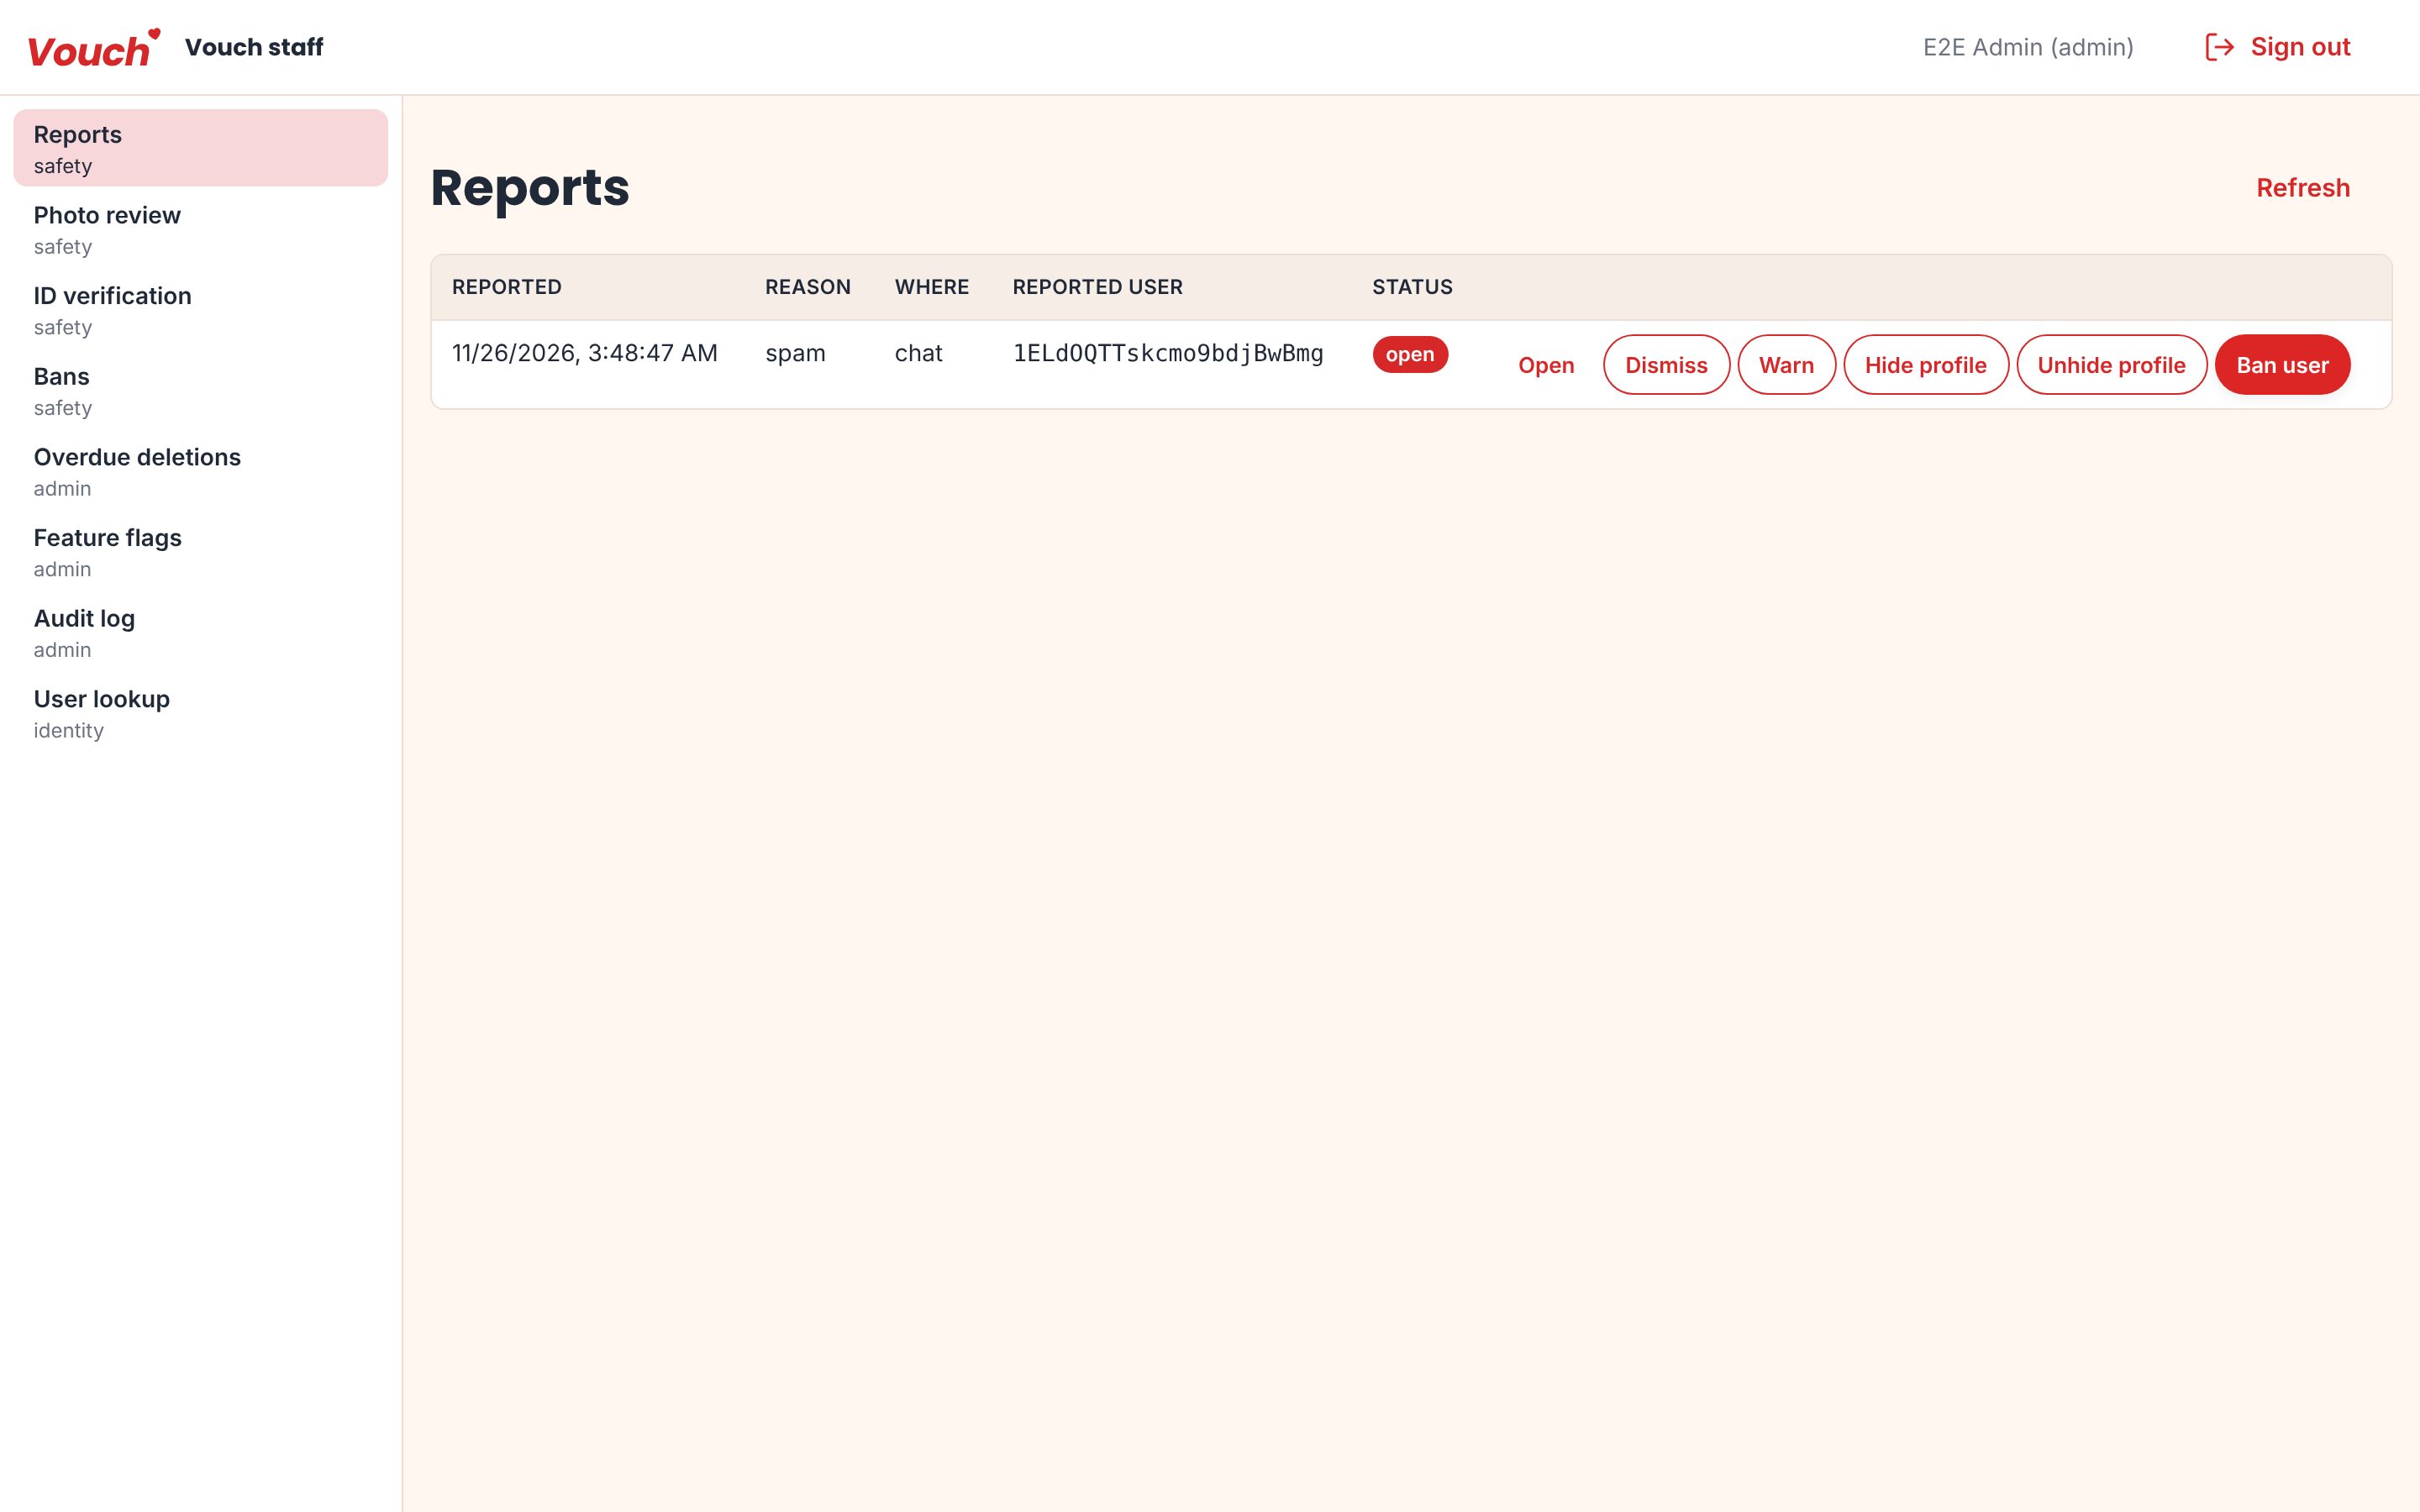 Vouch Vouch staff E2E Admin (admin) Sign out
Reports
safety
Photo review
safety
ID verification
safety
Bans
safety
Overdue deletions
admin
Feature flags
admin
Audit log
admin
User lookup
identity
Reports Refresh
REPORTED REASON WHERE REPORTED USER STATUS
11/26/2026, 3:48:47 AM spam chat 1ELdOQTTskcmo9bdjBwBmg open Open Dismiss Warn Hide profile Unhide profile Ban user